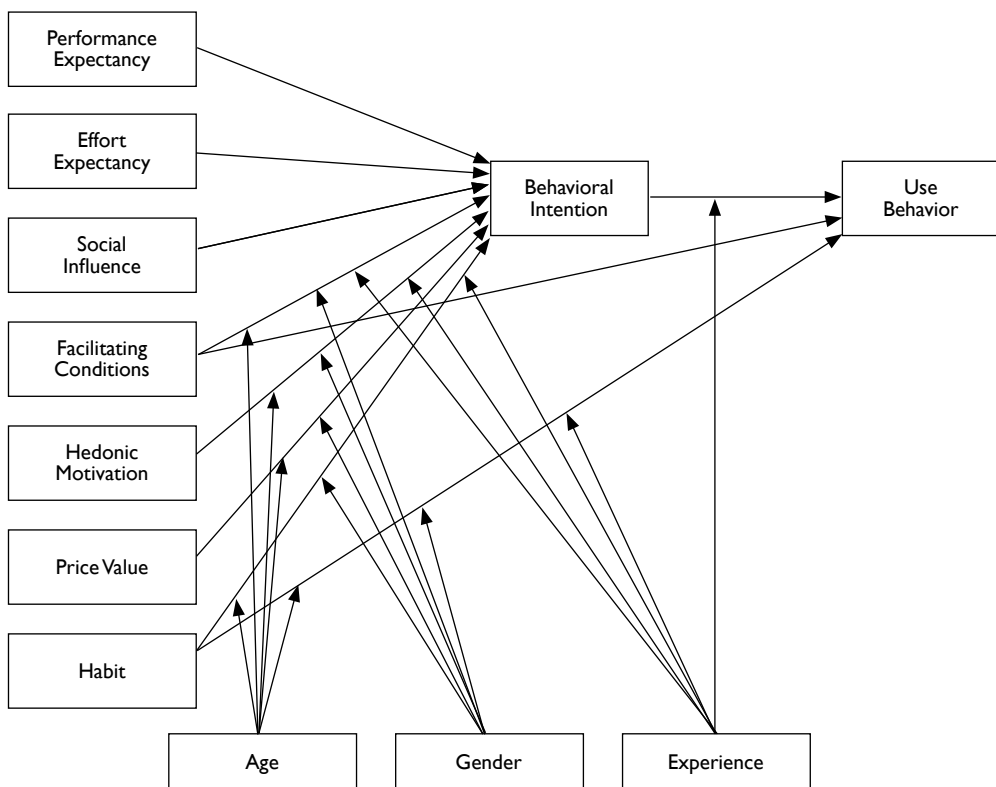 Performance
Expectancy
Effort
Expectancy
Social
Influence
Facilitating
Conditions
Hedonic
Motivation
Price Value
Habit
Behavioral
Intention
Use
Behavior
Age
Gender
Experience